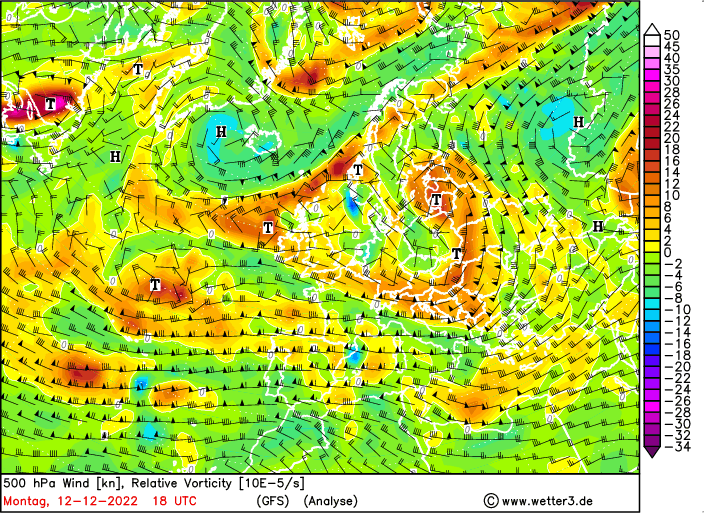 T
T
H
H
H
T
T
T
H
T
T
50
45
40
35
30
28
26
24
22
20
18
16
14
12
10
8
6
4
2
0
−2
−4
−6
−8
−10
−12
−14
−16
−18
−20
−22
−24
−26
−28
−30
−32
−34
500 hPa Wind [kn], Relative Vorticity [10E−5/s]
Montag, 12−12−2022 18 UTC (GFS) (Analyse) © www.wetter3.de